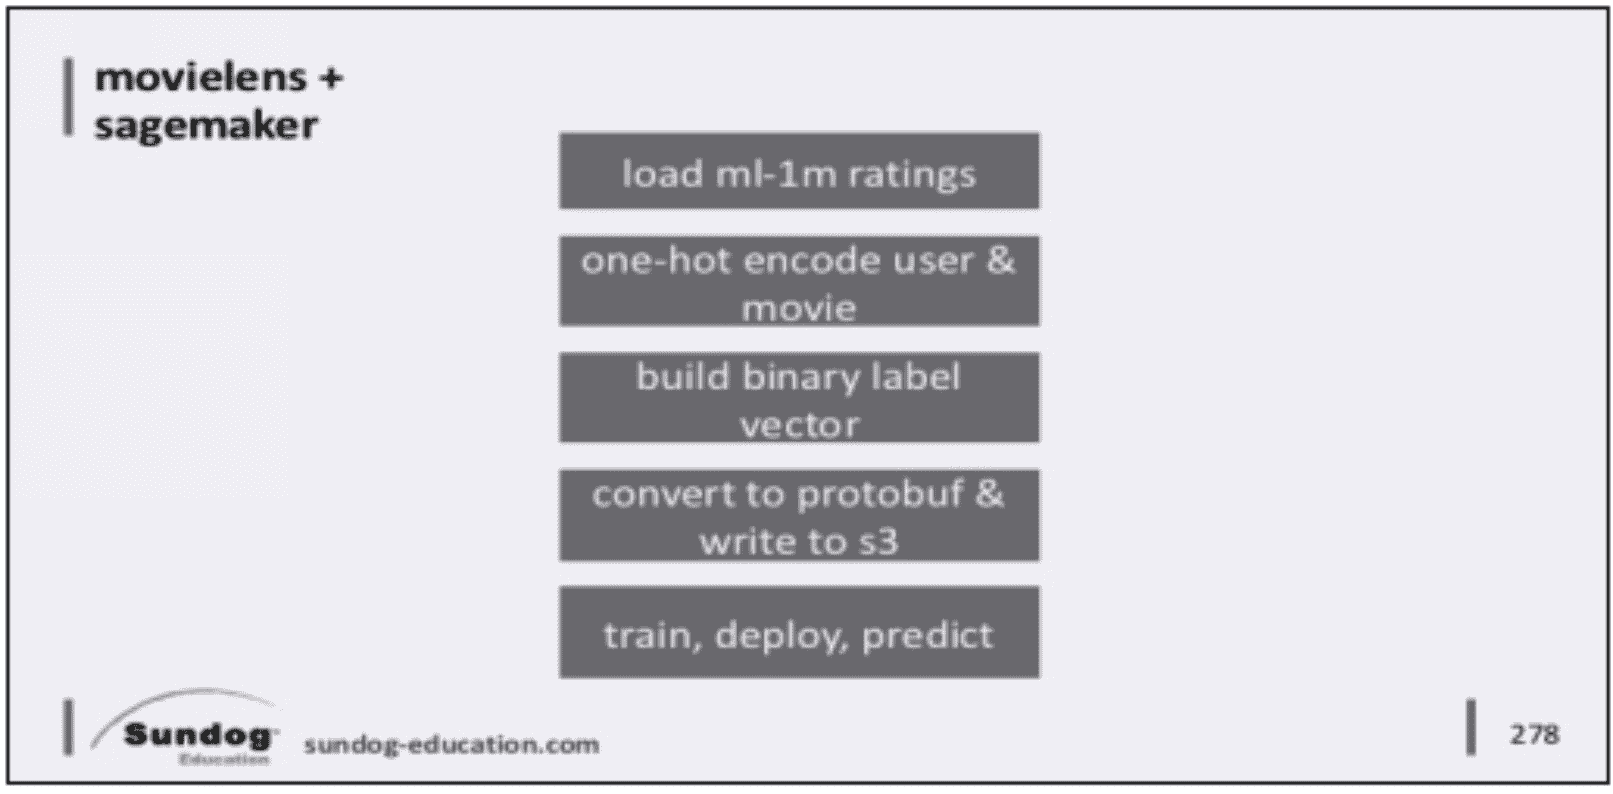 movielens +
sagemaker
load ml-1m ratings
one-hot encode user &
movie
build binary label
vector
convert to protobuf &
write to s3
train, deploy, predict
Sundog
Education
sundog-education.com
278